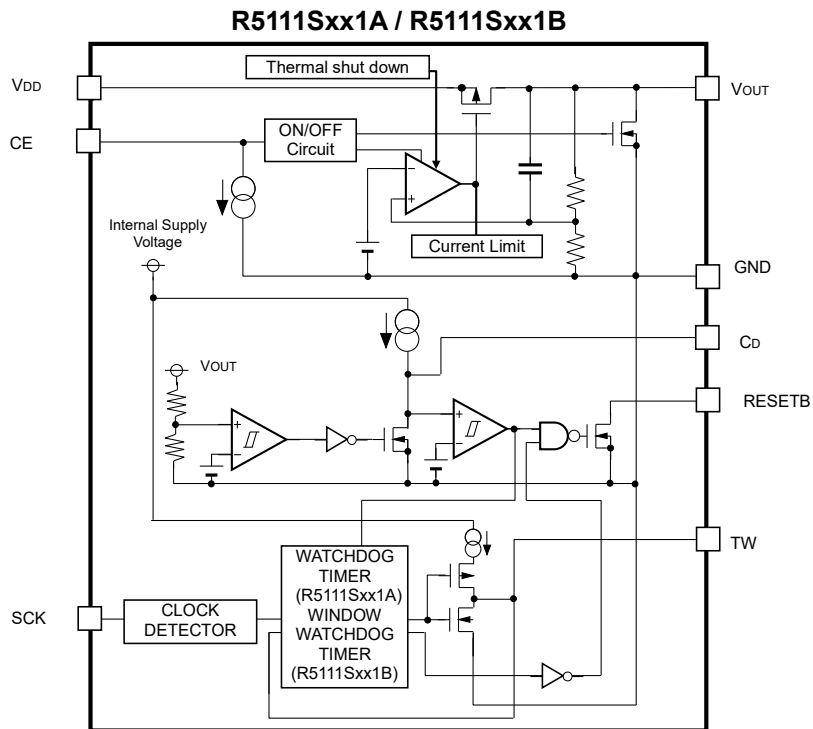 R5111Sxx1A / R5111Sxx1B
Thermal shut down
VDD
VOUT
CE
ON/OFF
Circuit
−
+
Internal Supply
Voltage
Current Limit
GND
CD
VOUT
RESETB
+
−
+
−
TW
WATCHDOG
TIMER
(R5111Sxx1A)
WINDOW
WATCHDOG
TIMER
(R5111Sxx1B)
SCK
CLOCK
DETECTOR